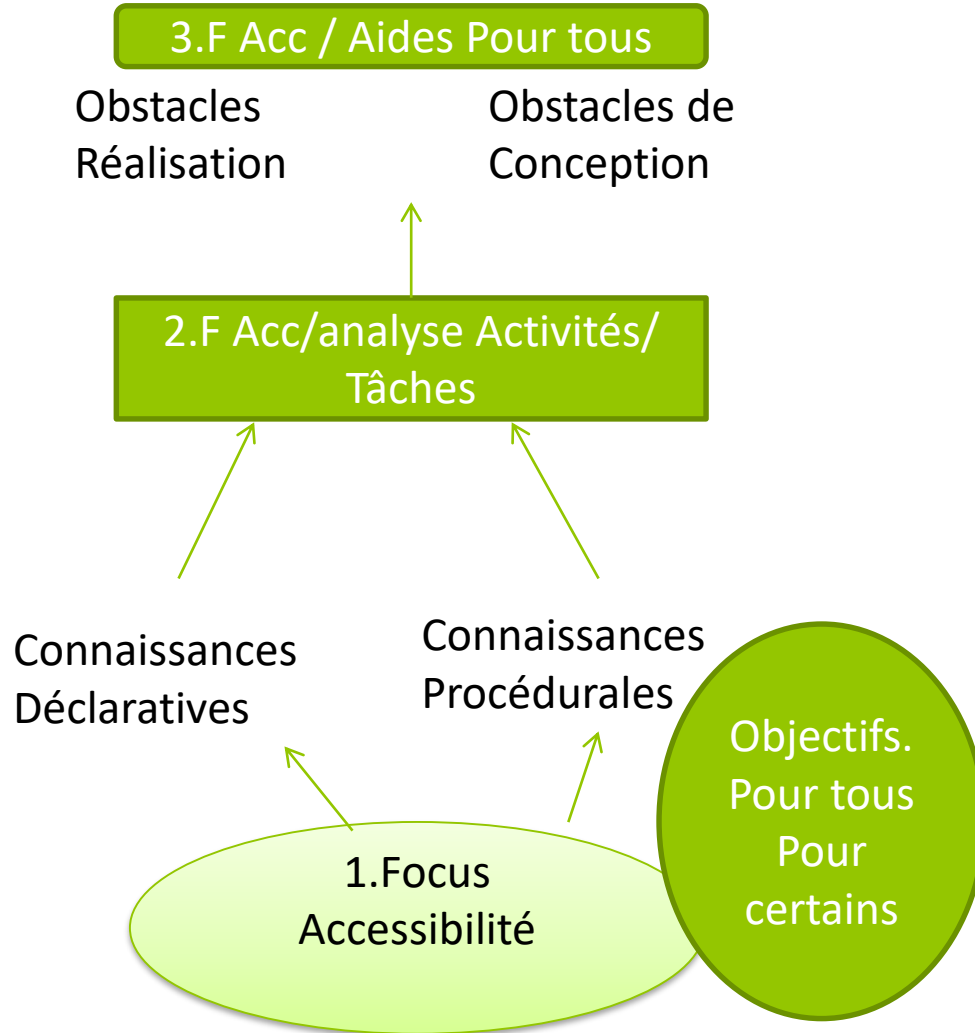 3.F Acc / Aides Pour tous
Obstacles
Réalisation
Obstacles de
Conception
2.F Acc/analyse Activités/
Tâches
Connaissances
Déclaratives
Connaissances
Procédurales
Objectifs.
Pour tous
Pour
certains
1.Focus
Accessibilité